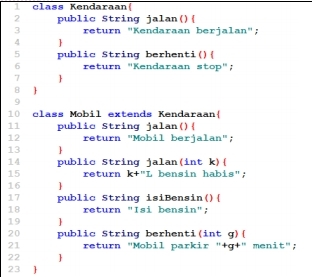 1 class Kendaraan{
2 public String jalan(){
3 return "Kendaraan berjalan";
4 }
5 public String berhenti(){
6 return "Kendaraan stop";
7 }
8 }
9
10 class Mobil extends Kendaraan{
11 public String jalan(){
12 return "Mobil berjalan";
13 }
14 public String jalan(int k){
15 return k+"L bensin habis";
16 }
17 public String isiBensin(){
18 return "Isi bensin";
19 }
20 public String berhenti(int g){
21 return "Mobil parkir "+g+" menit";
22 }
23 }